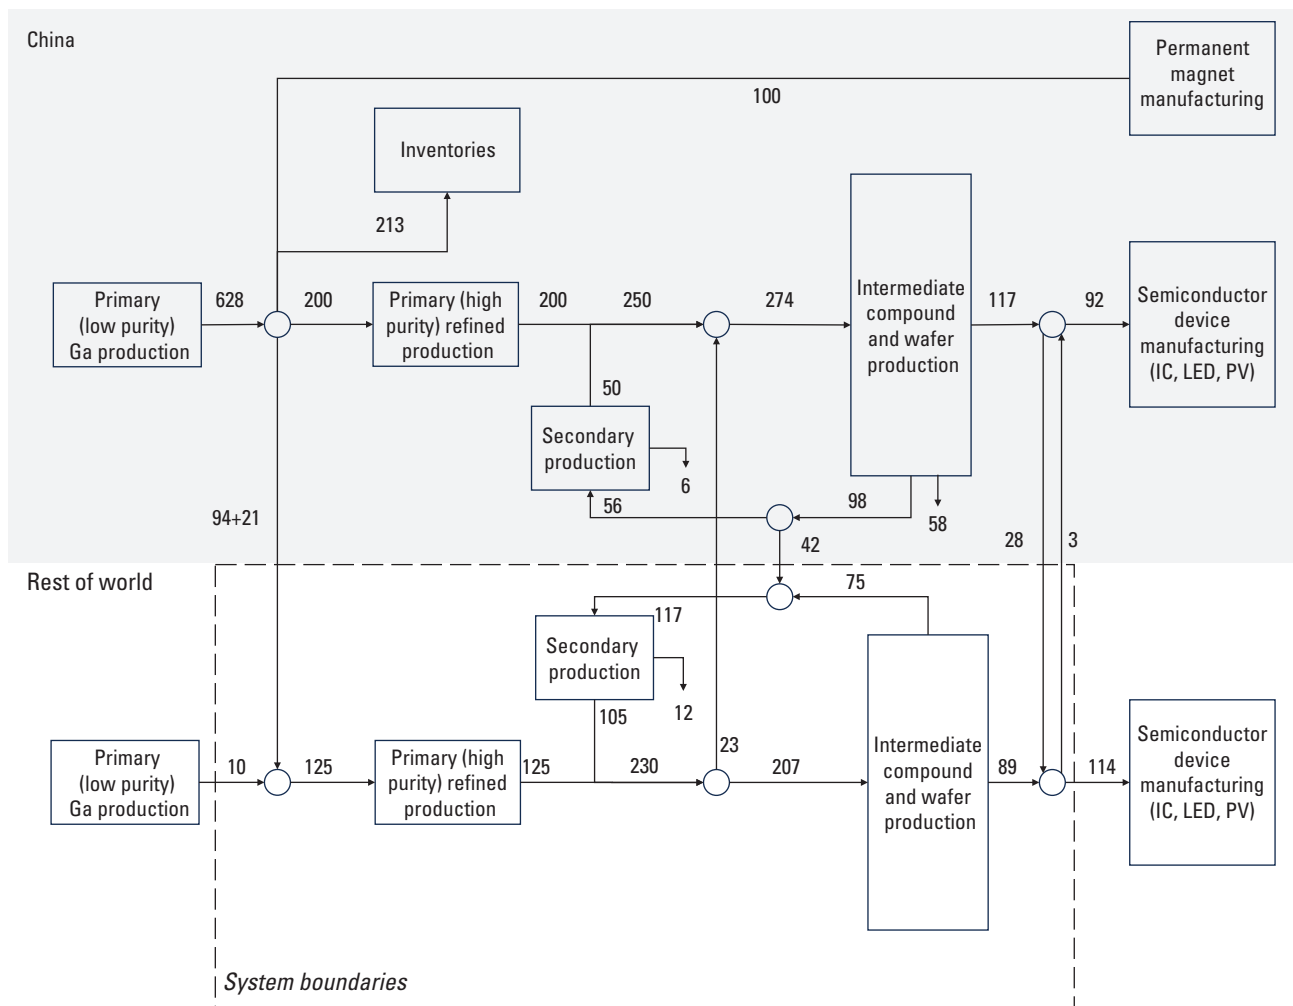 China
Permanent
magnet
manufacturing
100
Inventories
213
Primary
(low purity)
Ga production
628
200
Primary (high
purity) refined
production
200
250
274
Intermediate
compound
and wafer
production
117
92
Semiconductor
device
manufacturing
(IC, LED, PV)
50
Secondary
production
6
56
98
58
94+21
42
28
3
Rest of world
75
117
Secondary
production
12
105
23
Primary
(low purity)
Ga production
10
125
Primary (high
purity) refined
production
125
230
207
Intermediate
compound
and wafer
production
89
114
Semiconductor
device
manufacturing
(IC, LED, PV)
System boundaries